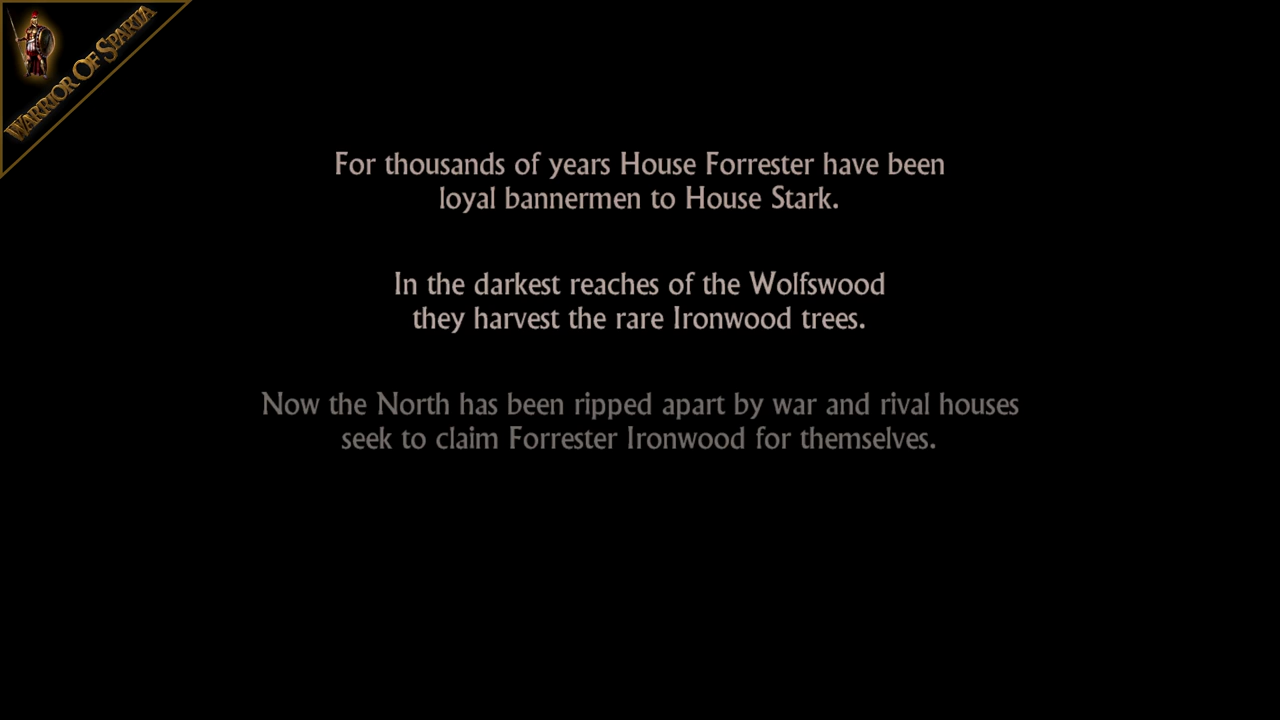 WARRIOR OF SPARTA
For thousands of years House Forrester have been
loyal bannermen to House Stark.
In the darkest reaches of the Wolfswood
they harvest the rare Ironwood trees.
Now the North has been ripped apart by war and rival houses
seek to claim Forrester Ironwood for themselves.